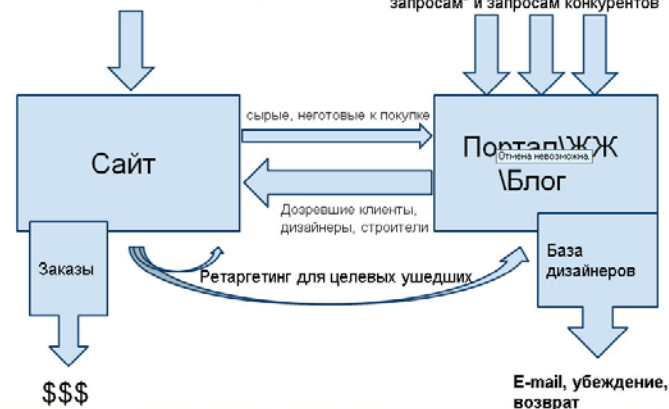 запросам" и запросам конкурентов
сырые, неготовые к покупке
Сайт
Портал\ЖЖ
Отмена невозможна.
\Блог
Дозревшие клиенты,
дизайнеры, строители
Заказы
База
дизайнеров
Ретаргетинг для целевых ушедших
$$$
E-mail, убеждение,
возврат